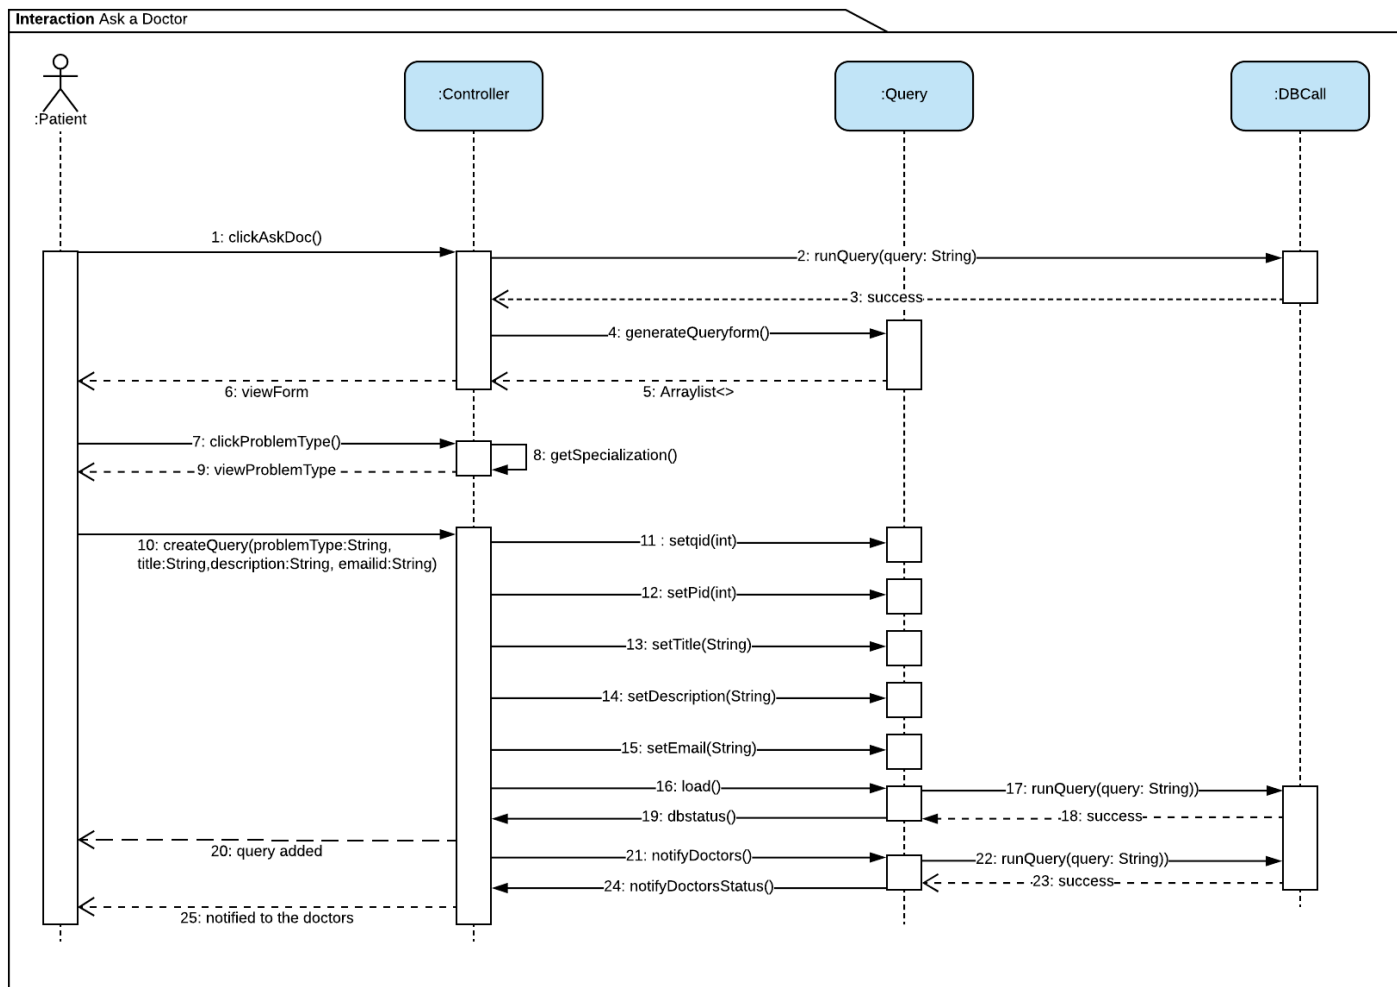 Interaction Ask a Doctor
:Patient
:Controller
:Query
:DBCall
1: clickAskDoc()
2: runQuery(query: String)
3: success
4: generateQueryform()
5: Arraylist<>
6: viewForm
7: clickProblemType()
8: getSpecialization()
9: viewProblemType
10: createQuery(problemType:String,
title:String,description:String, emailid:String)
11 : setqid(int)
12: setPid(int)
13: setTitle(String)
14: setDescription(String)
15: setEmail(String)
16: load()
17: runQuery(query: String))
18: success
19: dbstatus()
20: query added
21: notifyDoctors()
22: runQuery(query: String))
23: success
24: notifyDoctorsStatus()
25: notified to the doctors